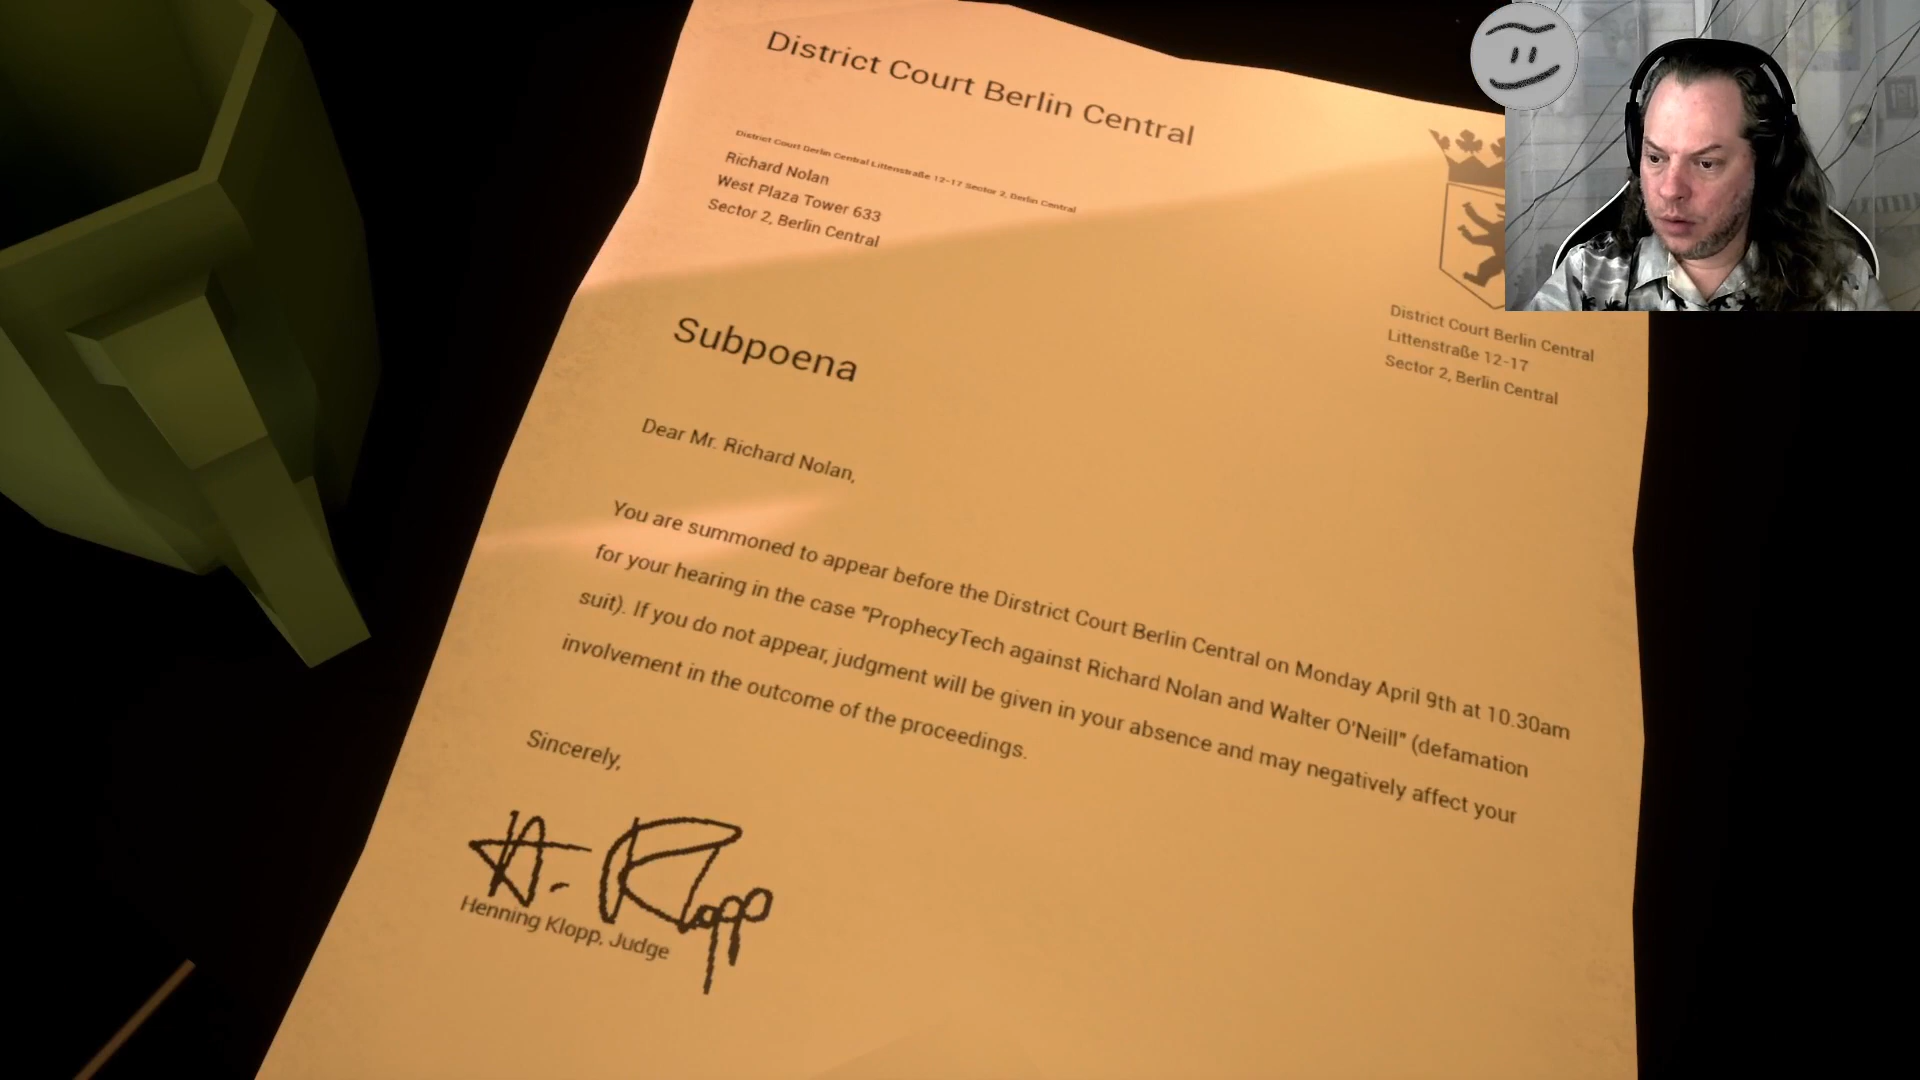 District Court Berlin Central
District Court Berlin Central Littenstraße 12-17 Sector 2, Berlin Central
Richard Nolan
West Plaza Tower 633
Sector 2, Berlin Central
District Court Berlin Central
Littenstraße 12-17
Sector 2, Berlin Central
Subpoena
Dear Mr. Richard Nolan,
You are summoned to appear before the Dirstrict Court Berlin Central on Monday April 9th at 10.30am
for your hearing in the case "ProphecyTech against Richard Nolan and Walter O'Neill" (defamation
suit). If you do not appear, judgment will be given in your absence and may negatively affect your
involvement in the outcome of the proceedings.
Sincerely,
H. Klopp
Henning Klopp, Judge